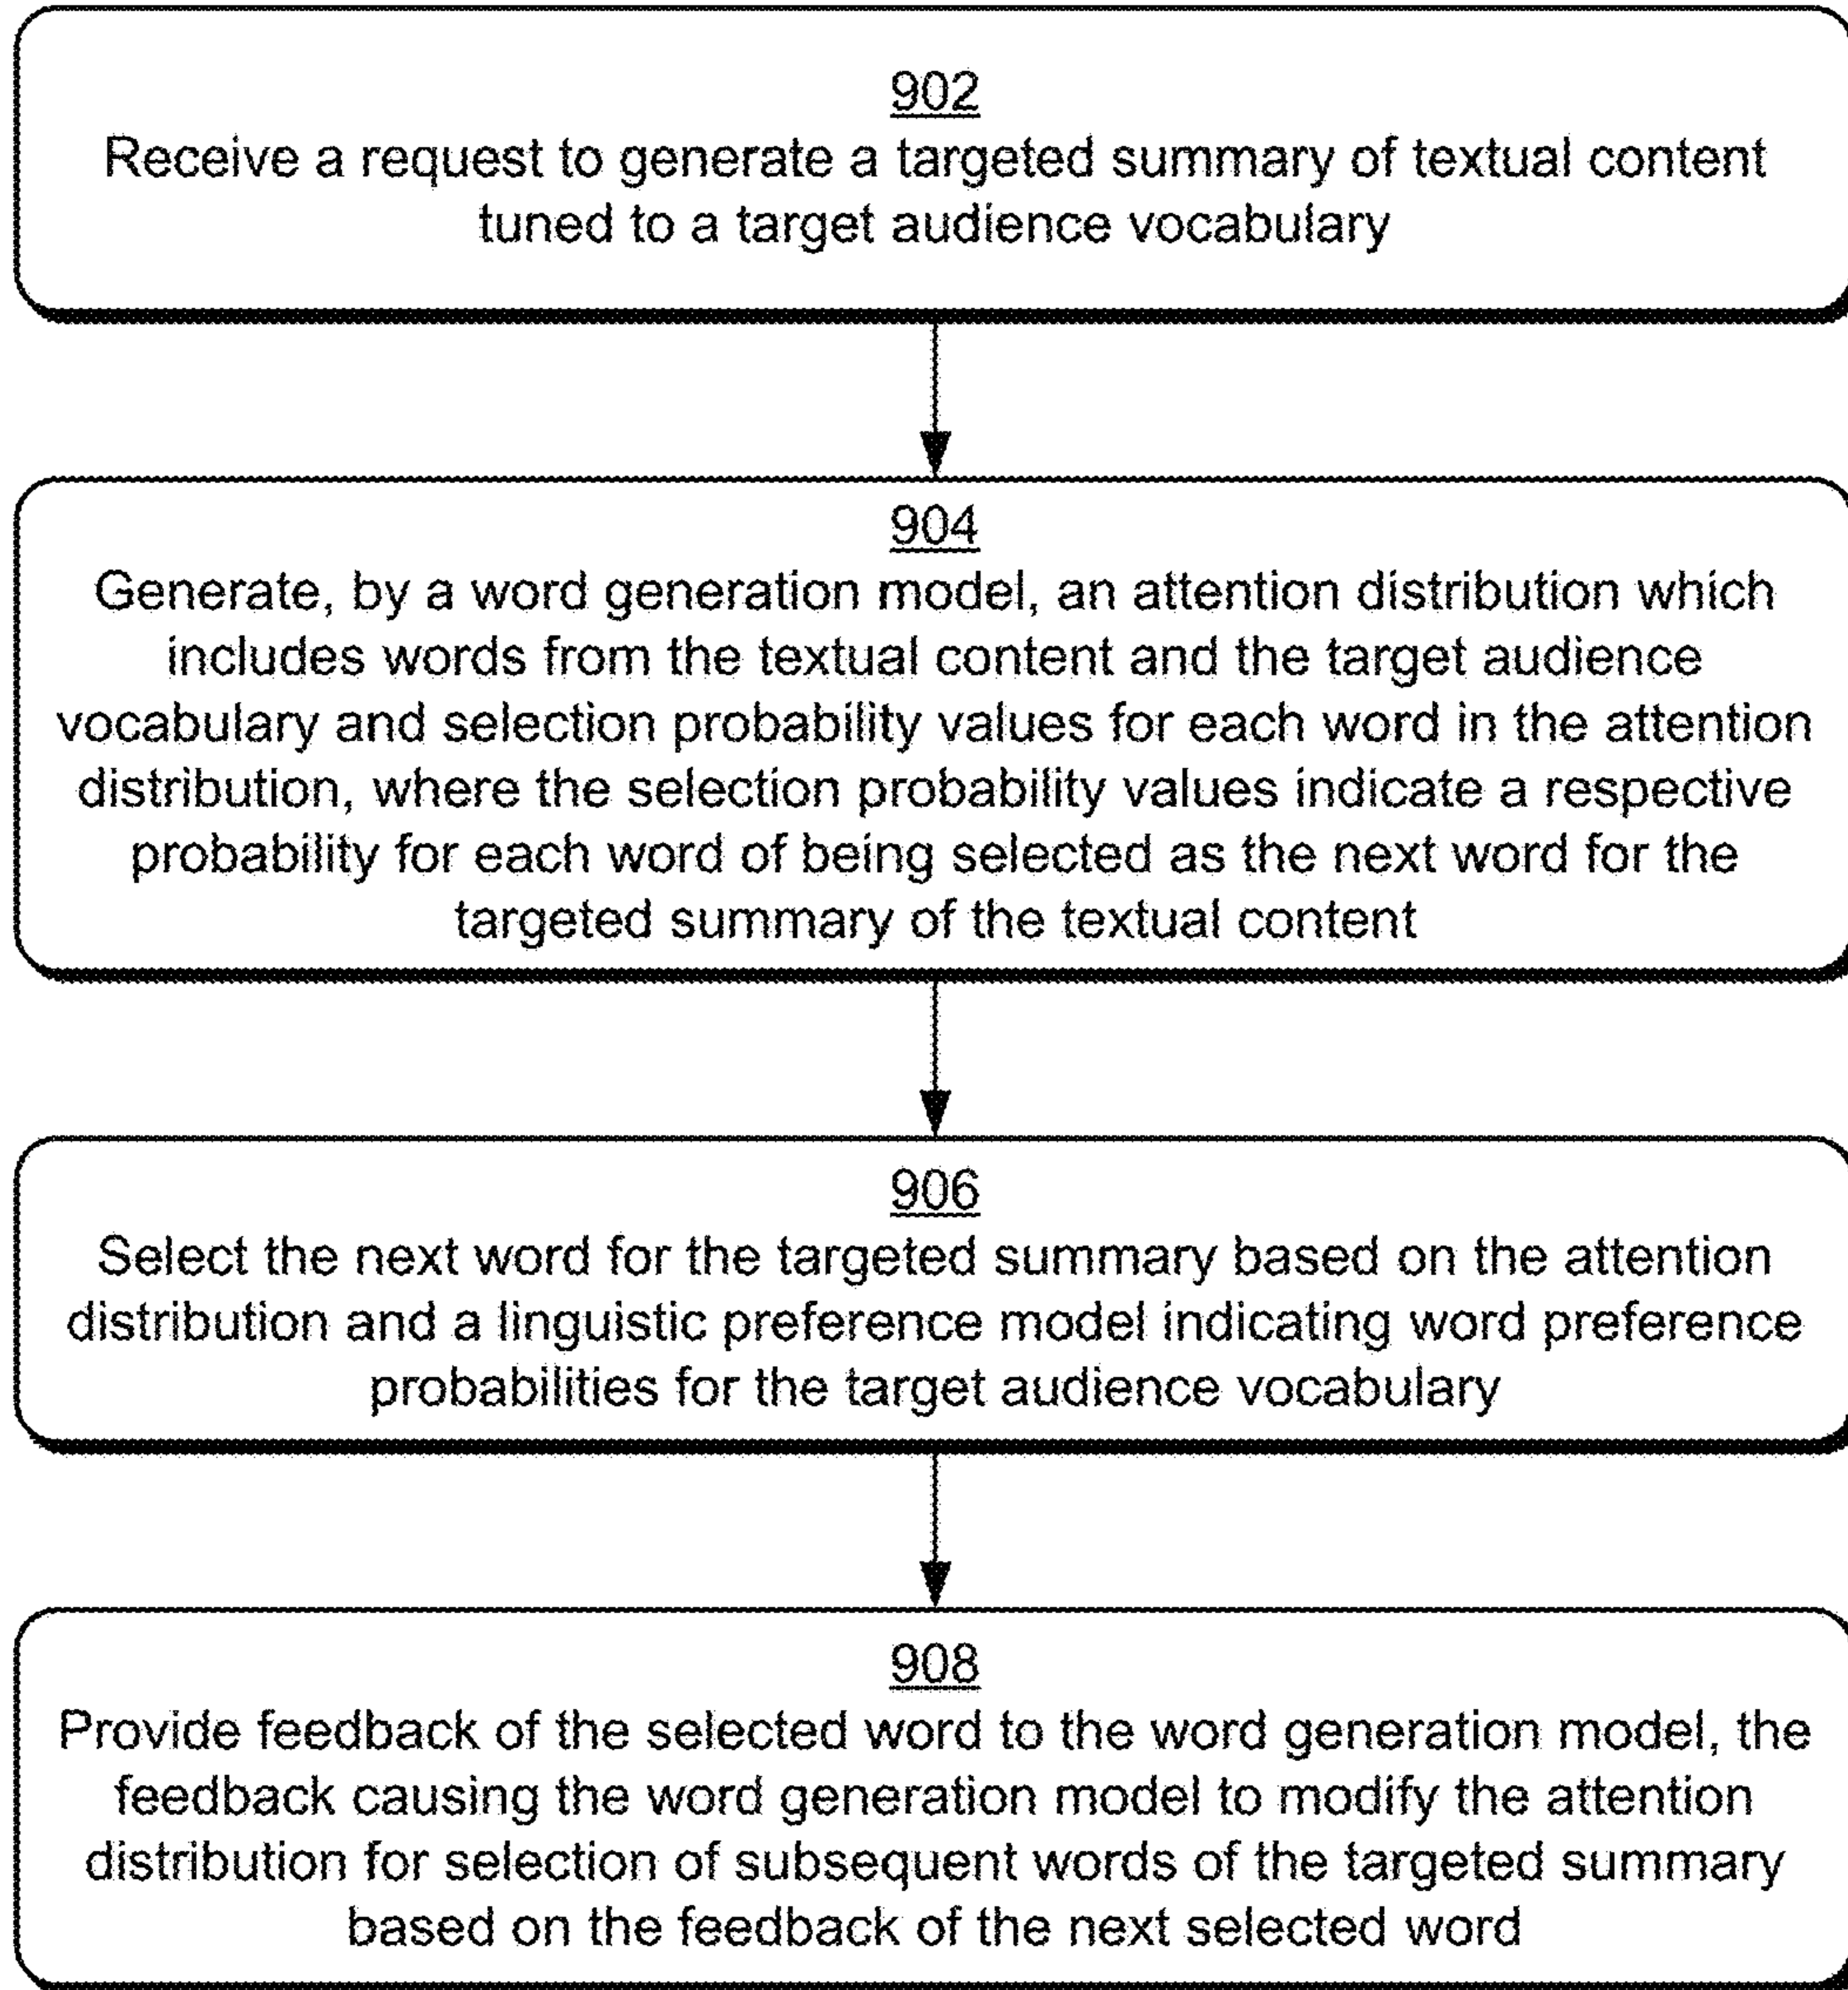 902
Receive a request to generate a targeted summary of textual content
tuned to a target audience vocabulary
904
Generate, by a word generation model, an attention distribution which
includes words from the textual content and the target audience
vocabulary and selection probability values for each word in the attention
distribution, where the selection probability values indicate a respective
probability for each word of being selected as the next word for the
targeted summary of the textual content
906
Select the next word for the targeted summary based on the attention
distribution and a linguistic preference model indicating word preference
probabilities for the target audience vocabulary
908
Provide feedback of the selected word to the word generation model, the
feedback causing the word generation model to modify the attention
distribution for selection of subsequent words of the targeted summary
based on the feedback of the next selected word